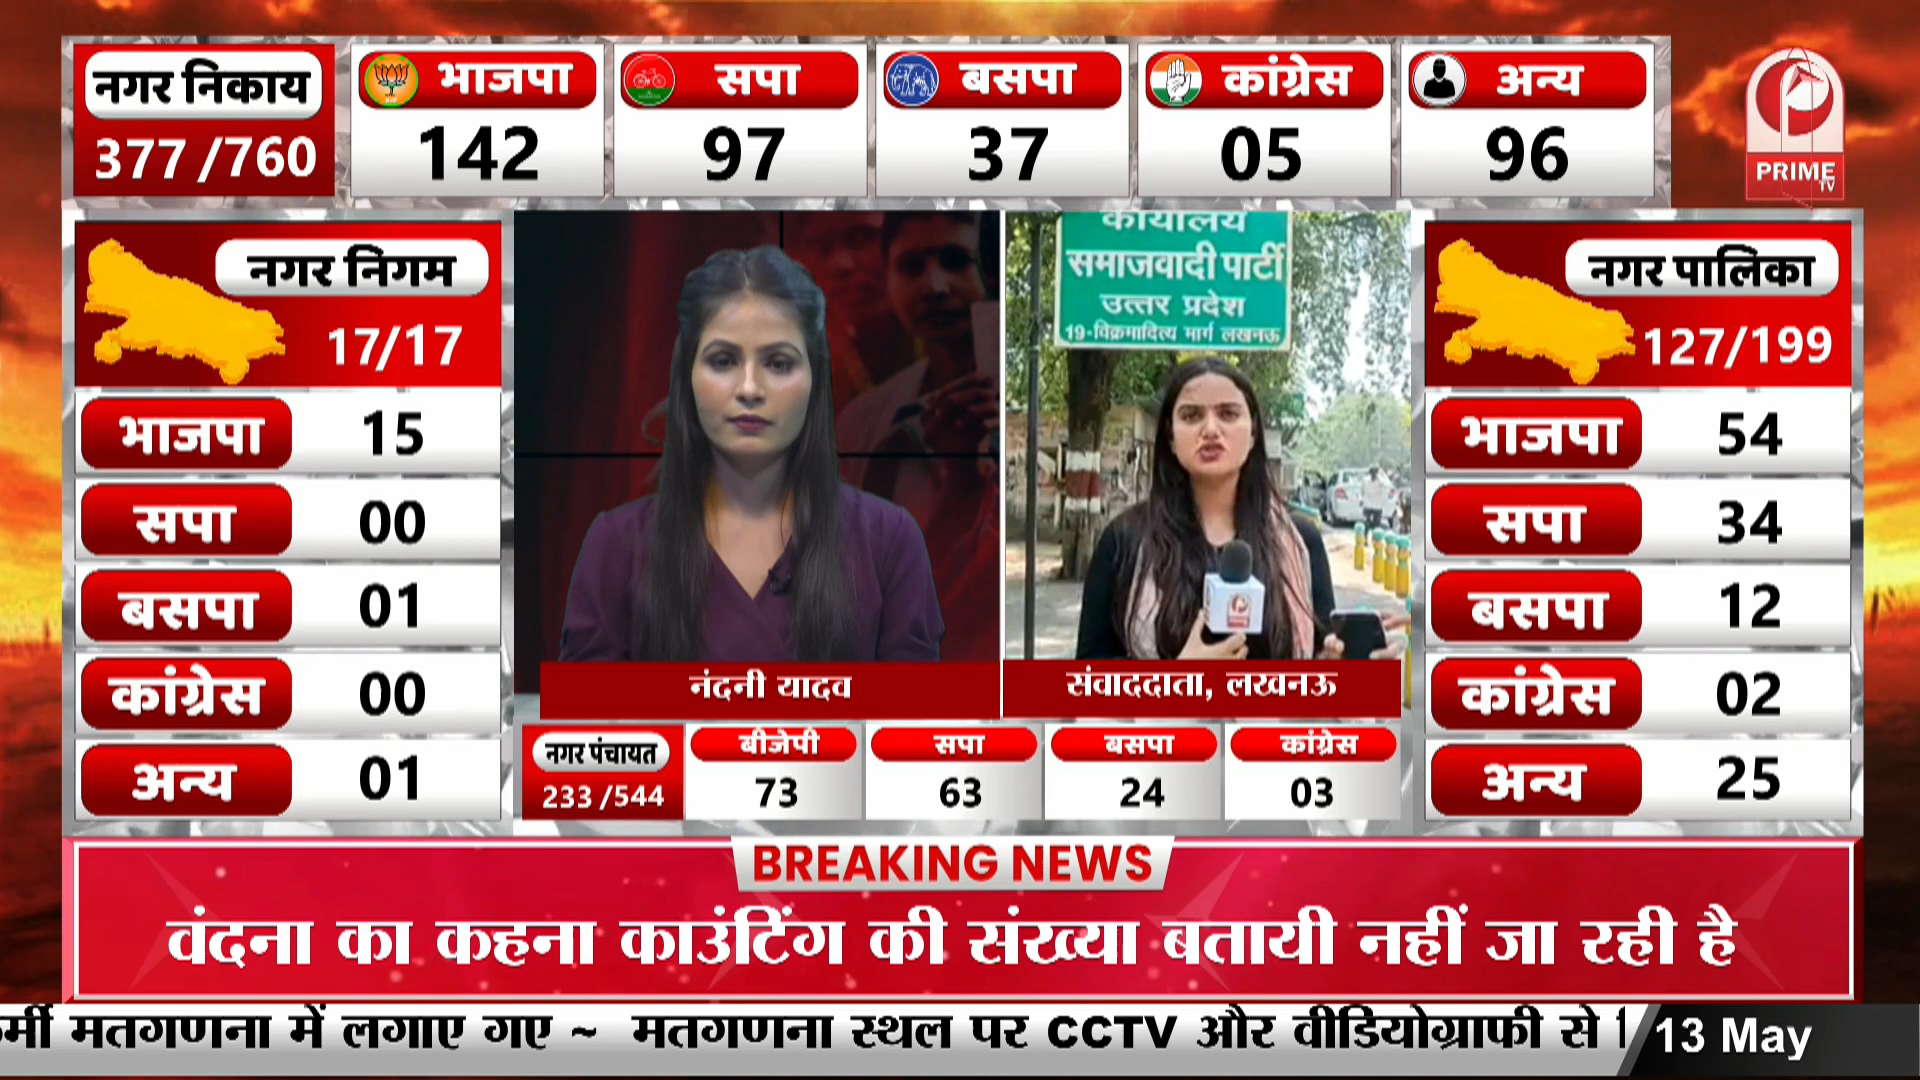 नगर निकाय
377/760
भाजपा
142
सपा
97
बसपा
37
कांग्रेस
05
अन्य
96
PRIME
TV
नगर निगम
17/17
भाजपा 15
सपा 00
बसपा 01
कांग्रेस 00
अन्य 01
कार्यालय
समाजवादी पार्टी
उत्तर प्रदेश
19-विक्रमादित्य मार्ग लखनऊ
नंदनी यादव
संवाददाता, लखनऊ
नगर पंचायत
233/544
बीजेपी
73
सपा
63
बसपा
24
कांग्रेस
03
नगर पालिका
127/199
भाजपा 54
सपा 34
बसपा 12
कांग्रेस 02
अन्य 25
BREAKING NEWS
वंदना का कहना काउंटिंग की संख्या बतायी नहीं जा रही है
मतगणना में लगाए गए ~ मतगणना स्थल पर CCTV और वीडियोग्राफी से
13 May